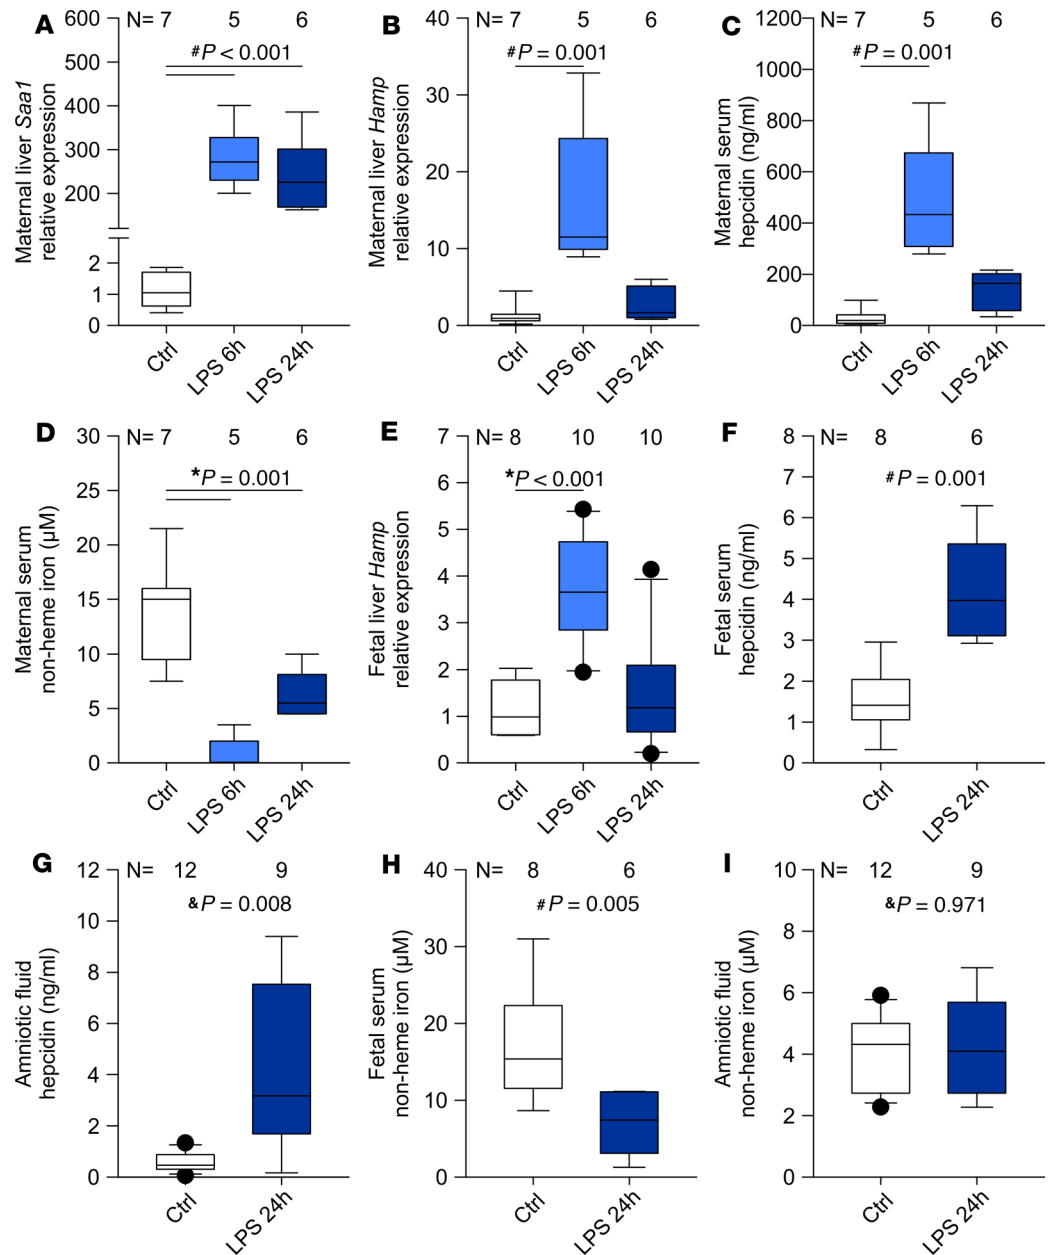 A
N= 7 5 6
#P < 0.001
Maternal liver Saa1
relative expression
600
500
400
300
200
2
1
0
Ctrl
LPS 6h
LPS 24h
B
N= 7 5 6
#P = 0.001
Maternal liver Hamp
relative expression
40
30
20
10
0
Ctrl
LPS 6h
LPS 24h
C
N= 7 5 6
#P = 0.001
Maternal serum
hepcidin (ng/ml)
1200
1000
800
600
400
200
0
Ctrl
LPS 6h
LPS 24h
D
N= 7 5 6
*P = 0.001
Maternal serum
non-heme iron (µM)
30
25
20
15
10
5
0
Ctrl
LPS 6h
LPS 24h
E
N= 8 10 10
*P < 0.001
Fetal liver Hamp
relative expression
7
6
5
4
3
2
1
0
Ctrl
LPS 6h
LPS 24h
F
N= 8 6
#P = 0.001
Fetal serum
hepcidin (ng/ml)
8
7
6
5
4
3
2
1
0
Ctrl
LPS 24h
G
N= 12 9
&P = 0.008
Amniotic fluid
hepcidin (ng/ml)
12
10
8
6
4
2
0
Ctrl
LPS 24h
H
N= 8 6
#P = 0.005
Fetal serum
non-heme iron (µM)
40
30
20
10
0
Ctrl
LPS 24h
I
N= 12 9
&P = 0.971
Amniotic fluid
non-heme iron (µM)
10
8
6
4
2
0
Ctrl
LPS 24h